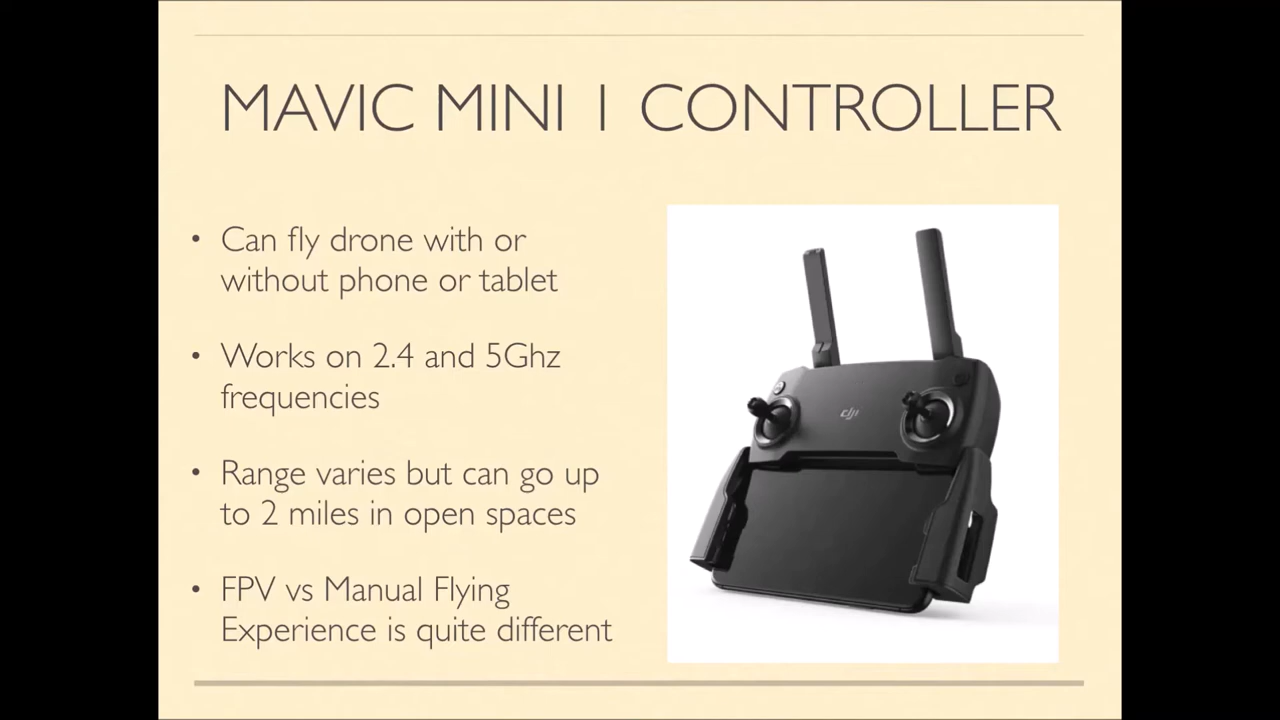 MAVIC MINI 1 CONTROLLER
• Can fly drone with or
without phone or tablet
• Works on 2.4 and 5Ghz
frequencies
• Range varies but can go up
to 2 miles in open spaces
• FPV vs Manual Flying
Experience is quite different
dji